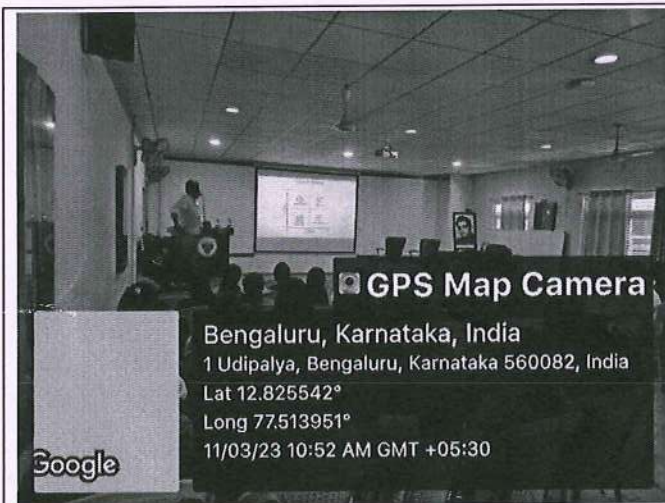 GPS Map Camera
Bengaluru, Karnataka, India
1 Udipalya, Bengaluru, Karnataka 560082, India
Lat 12.825542°
Long 77.513951°
11/03/23 10:52 AM GMT +05:30
Google